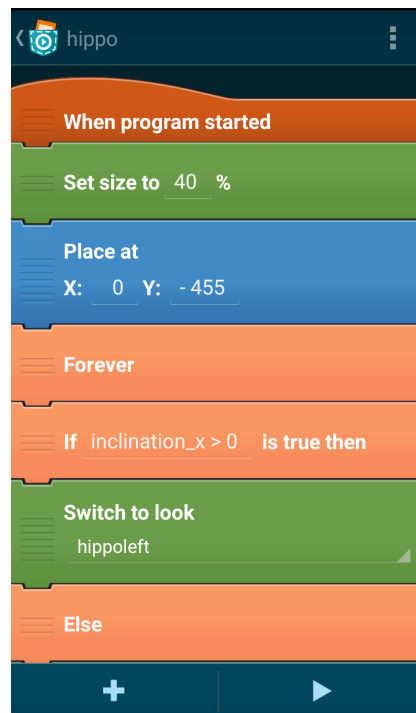 hippo
When program started
Set size to 40 %
Place at
X: 0 Y: - 455
Forever
If inclination_x > 0 is true then
Switch to look
hippoleft
Else